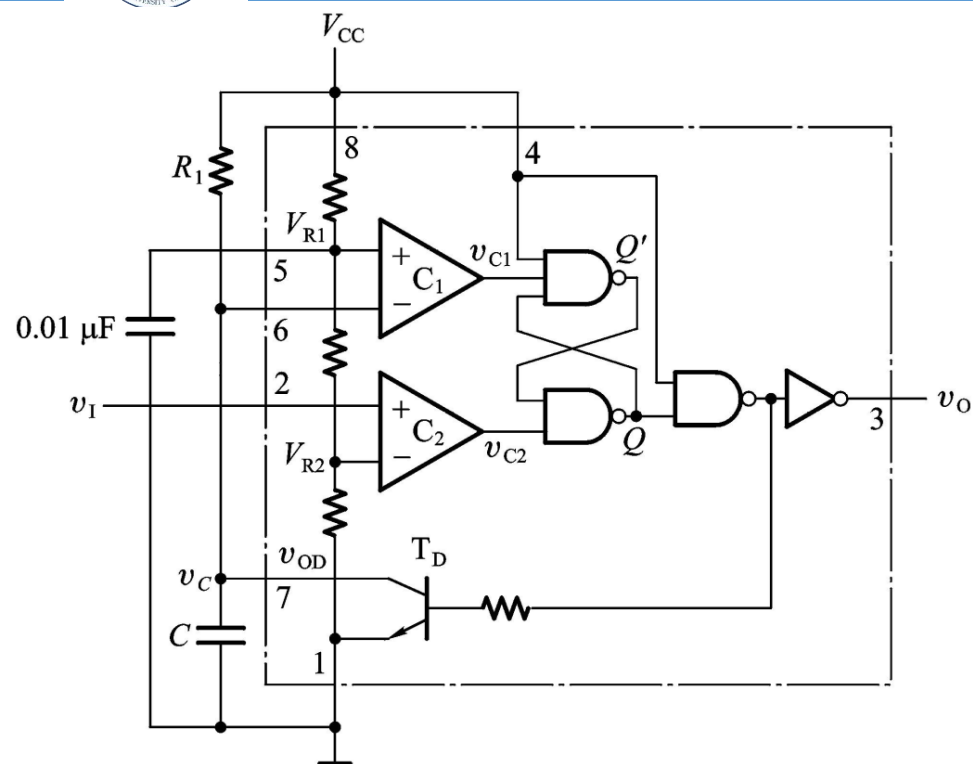 VERSITY
V_CC
8
4
R_1
V_R1
+
C_1
−
v_C1
Q′
5
0.01 μF
6
2
v_I
+
C_2
−
v_C2
Q
3
v_O
V_R2
v_OD
T_D
v_C
7
C
1